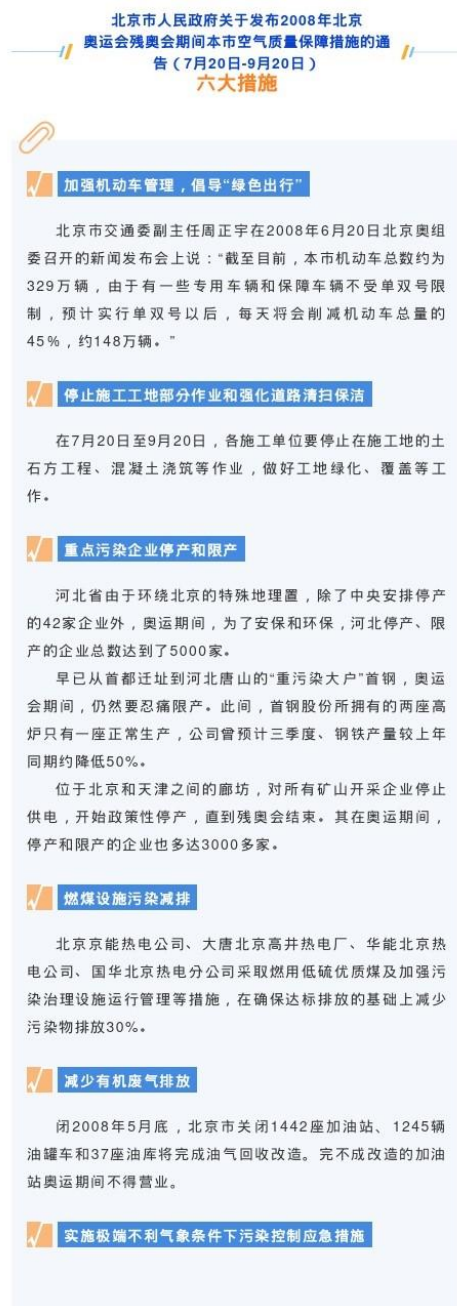 北京市人民政府关于发布2008年北京
奥运会残奥会期间本市空气质量保障措施的通
告（7月20日-9月20日）
六大措施
加强机动车管理，倡导“绿色出行”
北京市交通委副主任周正宇在2008年6月20日北京奥组
委召开的新闻发布会上说：“截至目前，本市机动车总数约为
329万辆，由于有一些专用车辆和保障车辆不受单双号限
制，预计实行单双号以后，每天将会削减机动车总量的
45%，约148万辆。”
停止施工工地部分作业和强化道路清扫保洁
在7月20日至9月20日，各施工单位要停止在施工地的土
石方工程、混凝土浇筑等作业，做好工地绿化、覆盖等工
作。
重点污染企业停产和限产
河北省由于环绕北京的特殊地理置，除了中央安排停产
的42家企业外，奥运期间，为了安保和环保，河北停产、限
产的企业总数达到了5000家。
早已从首都迁址到河北唐山的“重污染大户”首钢，奥运
会期间，仍然要忍痛限产。此间，首钢股份所拥有的两座高
炉只有一座正常生产，公司曾预计三季度、钢铁产量较上年
同期约降低50%。
位于北京和天津之间的廊坊，对所有矿山开采企业停止
供电，开始政策性停产，直到残奥会结束。其在奥运期间，
停产和限产的企业也多达3000多家。
燃煤设施污染减排
北京京能热电公司、大唐北京高井热电厂、华能北京热
电公司、国华北京热电分公司采取燃用低硫优质煤及加强污
染治理设施运行管理等措施，在确保达标排放的基础上减少
污染物排放30%。
减少有机废气排放
闭2008年5月底，北京市关闭1442座加油站、1245辆
油罐车和37座油库将完成油气回收改造。完不成改造的加油
站奥运期间不得营业。
实施极端不利气象条件下污染控制应急措施